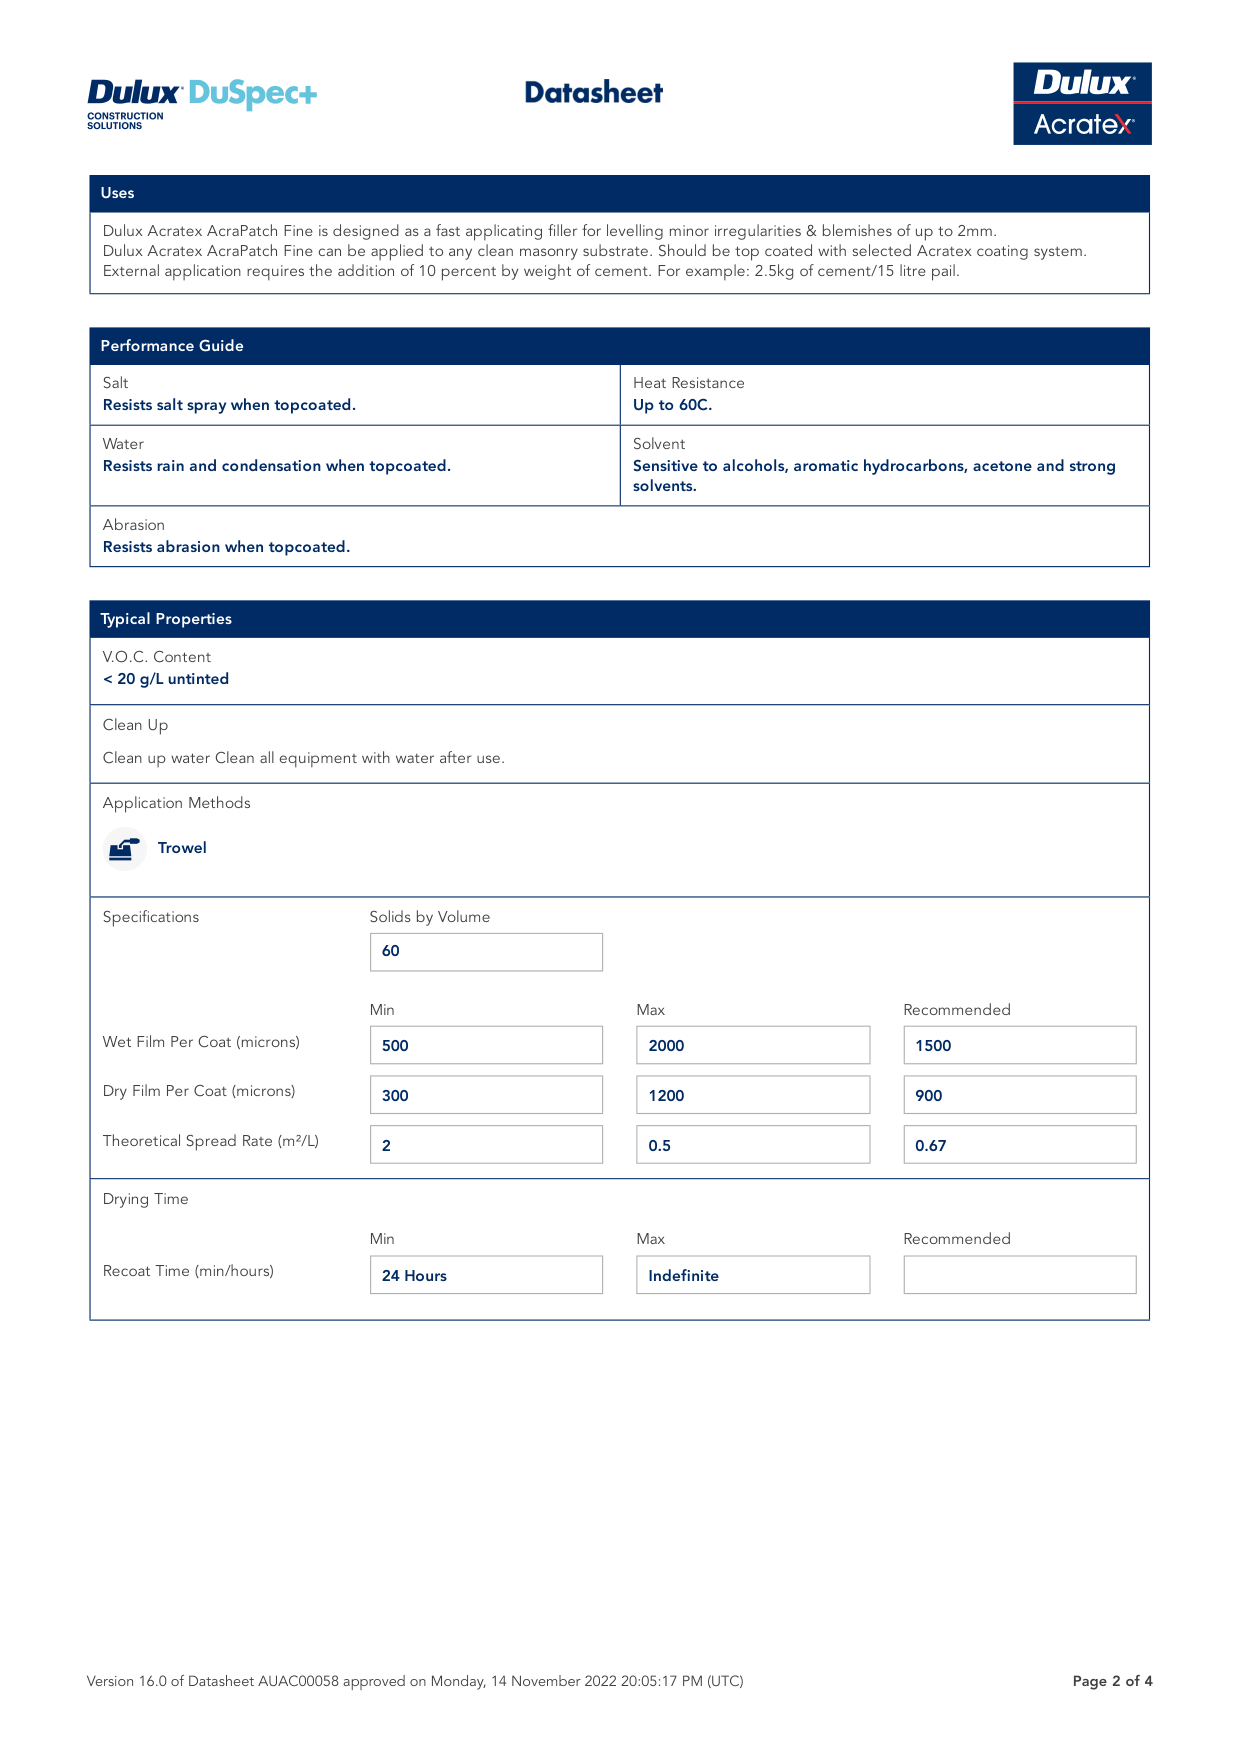 Dulux DuSpec+
CONSTRUCTION
SOLUTIONS
Datasheet
Dulux
Acratex
Uses
Dulux Acratex AcraPatch Fine is designed as a fast applicating filler for levelling minor irregularities & blemishes of up to 2mm.
Dulux Acratex AcraPatch Fine can be applied to any clean masonry substrate. Should be top coated with selected Acratex coating system.
External application requires the addition of 10 percent by weight of cement. For example: 2.5kg of cement/15 litre pail.
Performance Guide
Salt
Resists salt spray when topcoated.
Heat Resistance
Up to 60C.
Water
Resists rain and condensation when topcoated.
Solvent
Sensitive to alcohols, aromatic hydrocarbons, acetone and strong
solvents.
Abrasion
Resists abrasion when topcoated.
Typical Properties
V.O.C. Content
< 20 g/L untinted
Clean Up
Clean up water Clean all equipment with water after use.
Application Methods
Trowel
Specifications
Solids by Volume
60
Min Max Recommended
Wet Film Per Coat (microns) 500 2000 1500
Dry Film Per Coat (microns) 300 1200 900
Theoretical Spread Rate (m²/L) 2 0.5 0.67
Drying Time
Min Max Recommended
Recoat Time (min/hours) 24 Hours Indefinite
Version 16.0 of Datasheet AUAC00058 approved on Monday, 14 November 2022 20:05:17 PM (UTC)
Page 2 of 4